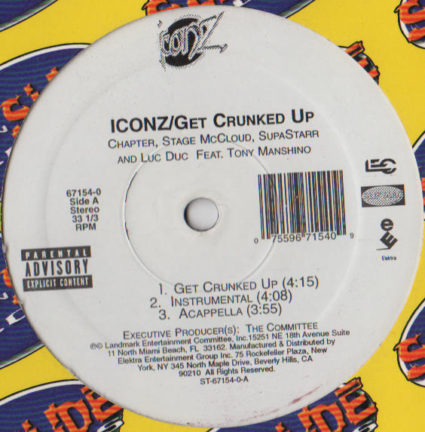 ICONZ
ICONZ/GET CRUNKED UP
CHAPTER, STAGE MCCLOUD, SUPASTARR
AND LUC DUC FEAT. TONY MANSHINO
67154-0
Side A
Stereo
33 1/3
RPM
LEC
0 75596 71540 9
e
Elektra
PARENTAL
ADVISORY
EXPLICIT CONTENT
1. GET CRUNKED UP (4:15)
2. INSTRUMENTAL (4:08)
3. ACAPPELLA (3:55)
EXECUTIVE PRODUCER(S): THE COMMITTEE
℗© Landmark Entertainment Committee, Inc.15251 NE 18th Avenue Suite
11 North Miami Beach, FL 33162. Manufactured & Distributed by
Elektra Entertainment Group Inc. 75 Rockefeller Plaza, New
York, NY 345 North Maple Drive, Beverly Hills, CA
90210 All Rights Reserved.
ST-67154-0-A